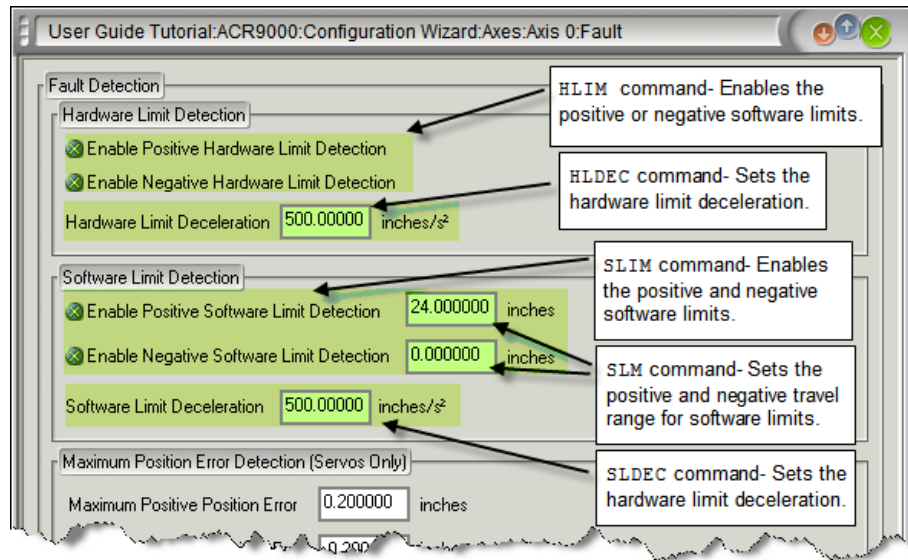 User Guide Tutorial:ACR9000:Configuration Wizard:Axes:Axis 0:Fault
Fault Detection
Hardware Limit Detection
Enable Positive Hardware Limit Detection
Enable Negative Hardware Limit Detection
Hardware Limit Deceleration 500.00000 inches/s²
HLIM command- Enables the
positive or negative software limits.
HLDEC command- Sets the
hardware limit deceleration.
Software Limit Detection
Enable Positive Software Limit Detection 24.000000 inches
Enable Negative Software Limit Detection 0.000000 inches
Software Limit Deceleration 500.00000 inches/s²
SLIM command- Enables
the positive and negative
software limits.
SLM command- Sets the
positive and negative travel
range for software limits.
SLDEC command- Sets the
hardware limit deceleration.
Maximum Position Error Detection (Servos Only)
Maximum Positive Position Error 0.200000 inches